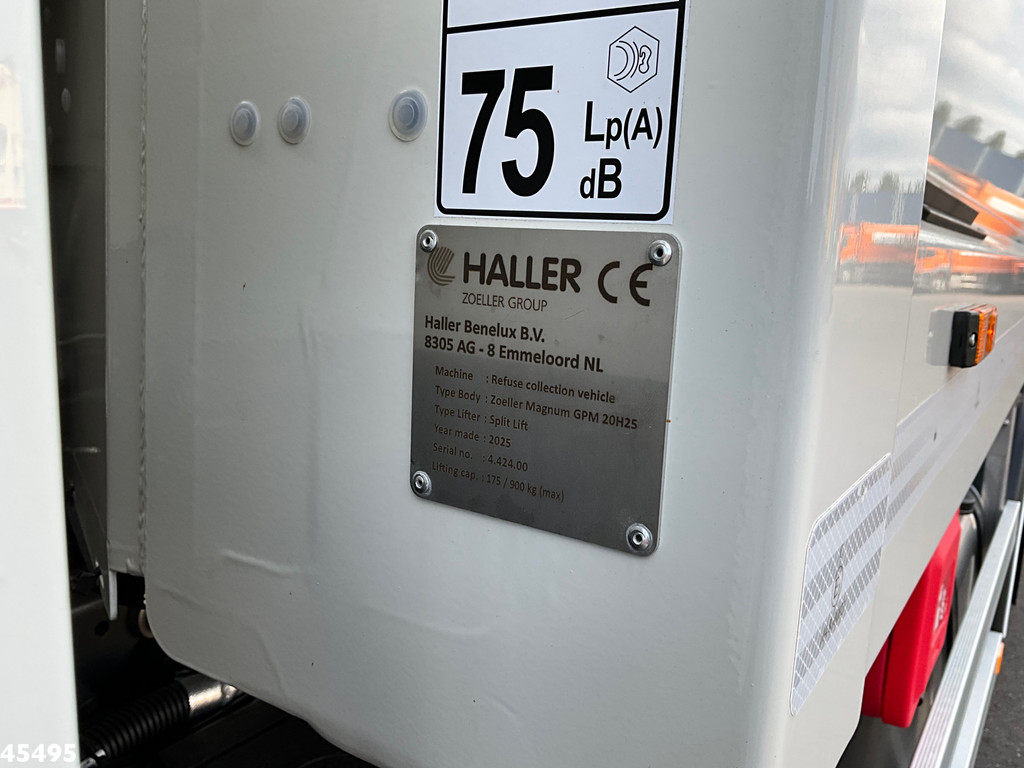 75 Lp(A)
dB
HALLER CE
ZOELLER GROUP
Haller Benelux B.V.
8305 AG - 8 Emmeloord NL
Machine : Refuse collection vehicle
Type Body : Zoeller Magnum GPM 20H25
Type Lifter : Split Lift
Year made : 2025
Serial no. : 4.424.00
Lifting cap. : 175 / 900 kg (max)
45495